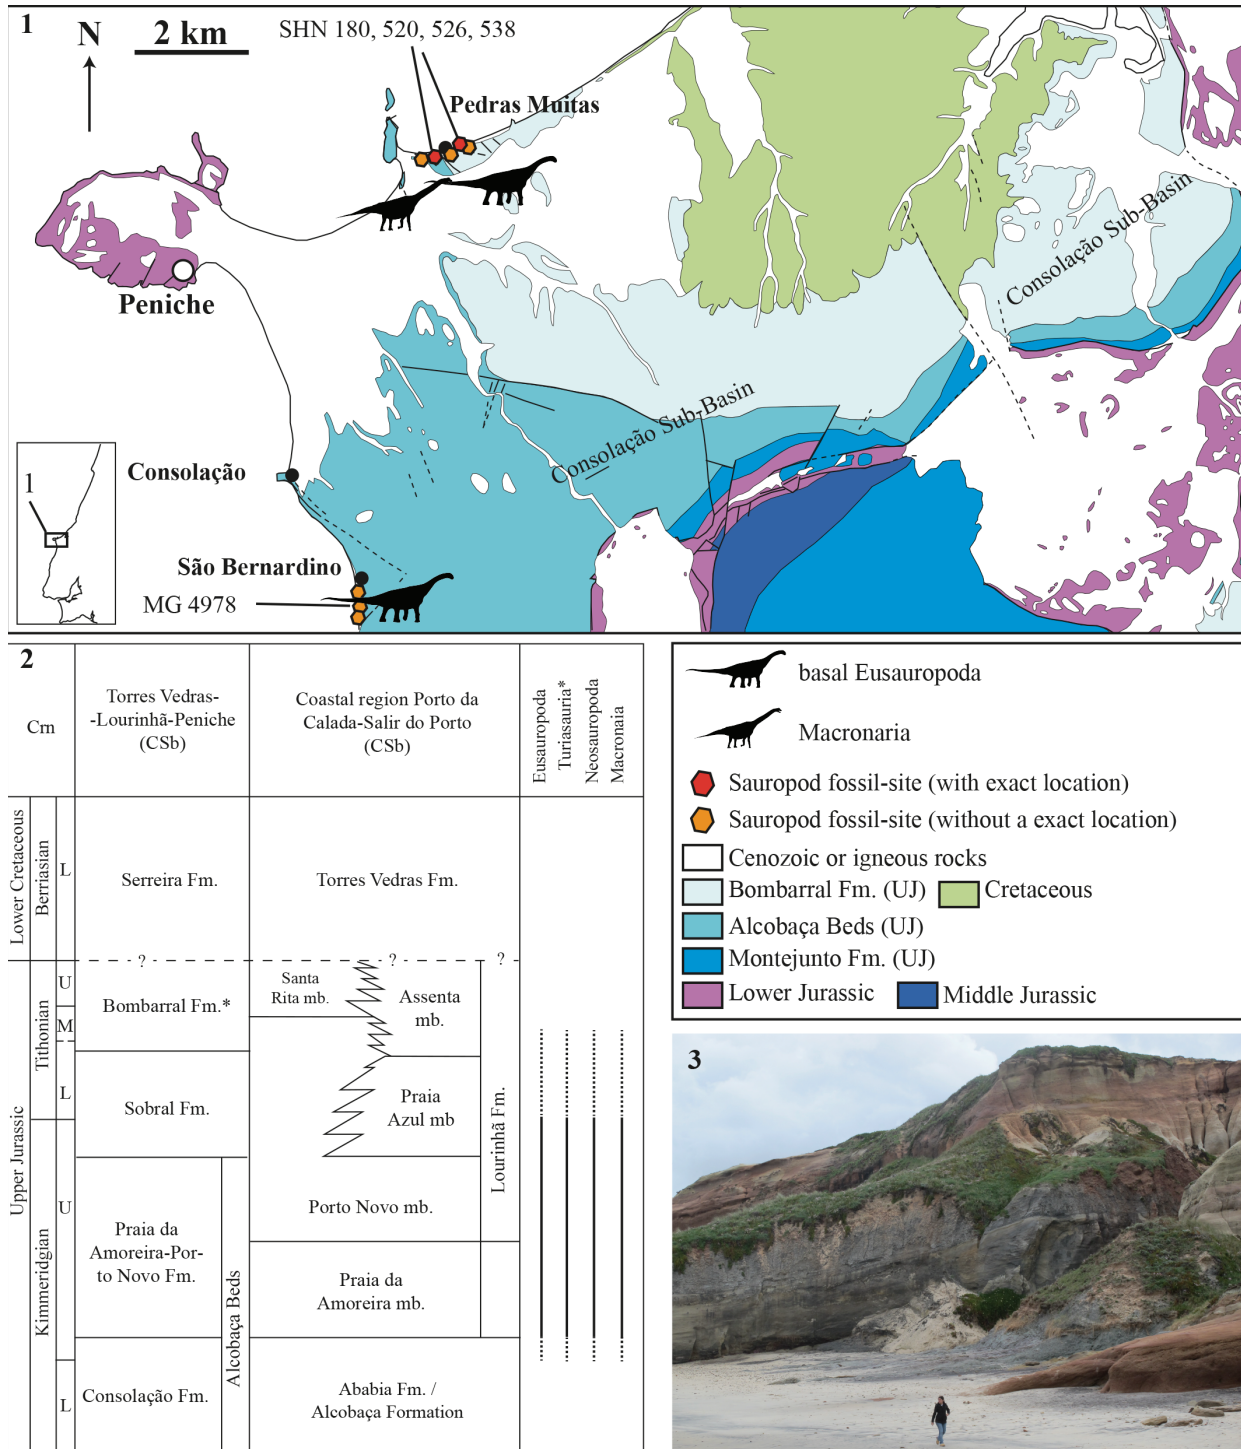 1
N
2 km
SHN 180, 520, 526, 538
Pedras Muitas
Peniche
Consolação Sub-Basin
Consolação Sub-Basin
Consolação
1
São Bernardino
MG 4978
2
Crn
Torres Vedras-
-Lourinhã-Peniche
(CSb)
Coastal region Porto da
Calada-Salir do Porto
(CSb)
Eusauropoda
Turiasauria*
Neosauropoda
Macronaia
Lower Cretaceous
Berriasian
L
Serreira Fm.
Torres Vedras Fm.
?
?
?
Upper Jurassic
Tithonian
U
M
L
Bombarral Fm.*
Santa
Rita mb.
Assenta
mb.
Sobral Fm.
Praia
Azul mb
Lourinhã Fm.
Kimmeridgian
U
L
Praia da
Amoreira-Por-
to Novo Fm.
Alcobaça Beds
Porto Novo mb.
Praia da
Amoreira mb.
Consolação Fm.
Ababia Fm. /
Alcobaça Formation
basal Eusauropoda
Macronaria
Sauropod fossil-site (with exact location)
Sauropod fossil-site (without a exact location)
Cenozoic or igneous rocks
Bombarral Fm. (UJ)
Cretaceous
Alcobaça Beds (UJ)
Montejunto Fm. (UJ)
Lower Jurassic
Middle Jurassic
3